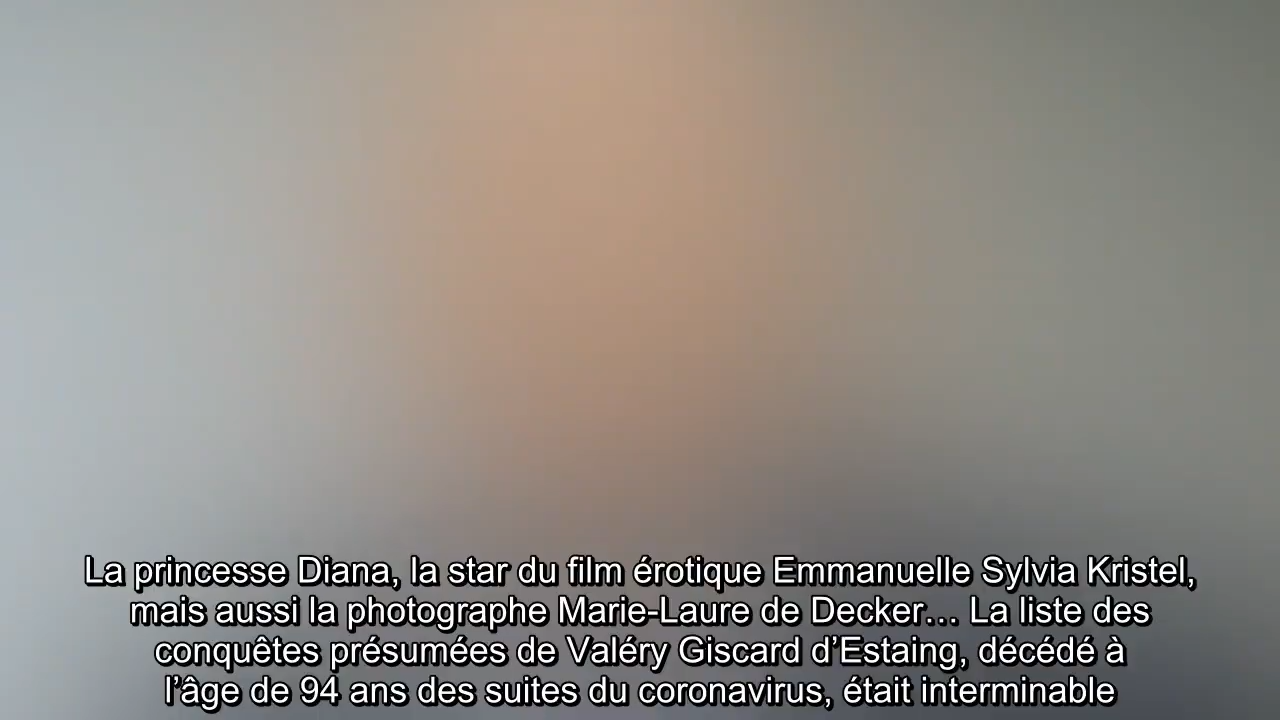 La princesse Diana, la star du film érotique Emmanuelle Sylvia Kristel,
mais aussi la photographe Marie-Laure de Decker… La liste des
conquêtes présumées de Valéry Giscard d’Estaing, décédé à
l’âge de 94 ans des suites du coronavirus, était interminable